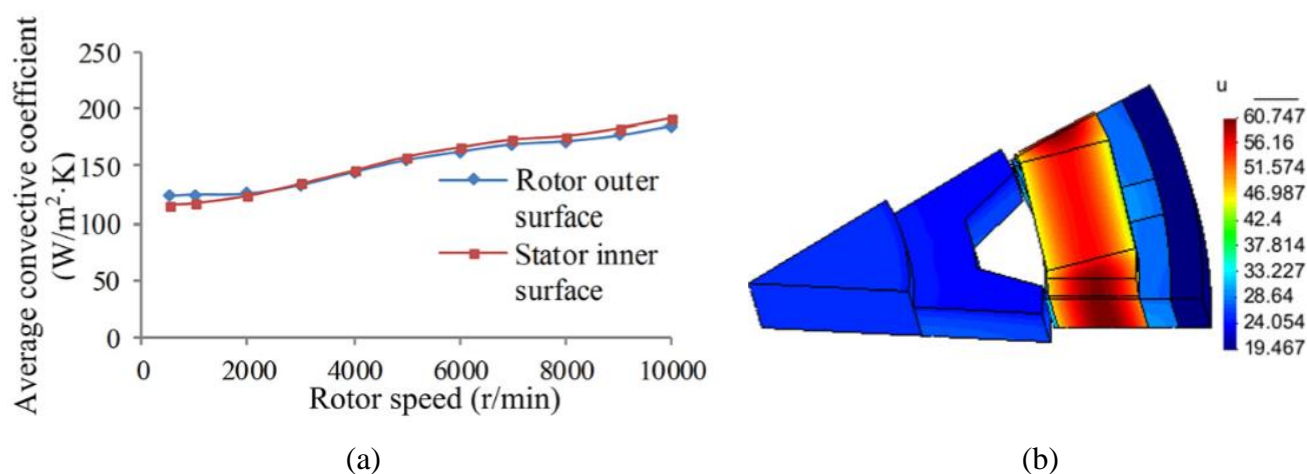 Average convective coefficient
(W/m²·K)
250
200
150
100
50
0
0 2000 4000 6000 8000 10000
Rotor speed (r/min)
Rotor outer
surface
Stator inner
surface
(a)
u
60.747
56.16
51.574
46.987
42.4
37.814
33.227
28.64
24.054
19.467
(b)